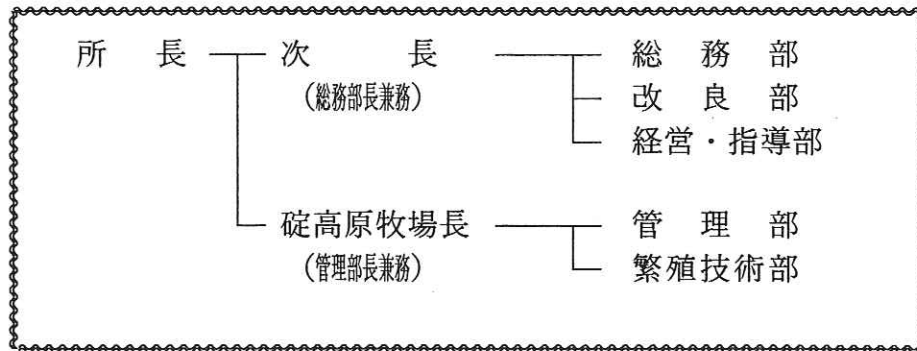 所長 次長 総務部
(総務部長兼務) 改良部
経営・指導部
碇高原牧場長 管理部
(管理部長兼務) 繁殖技術部